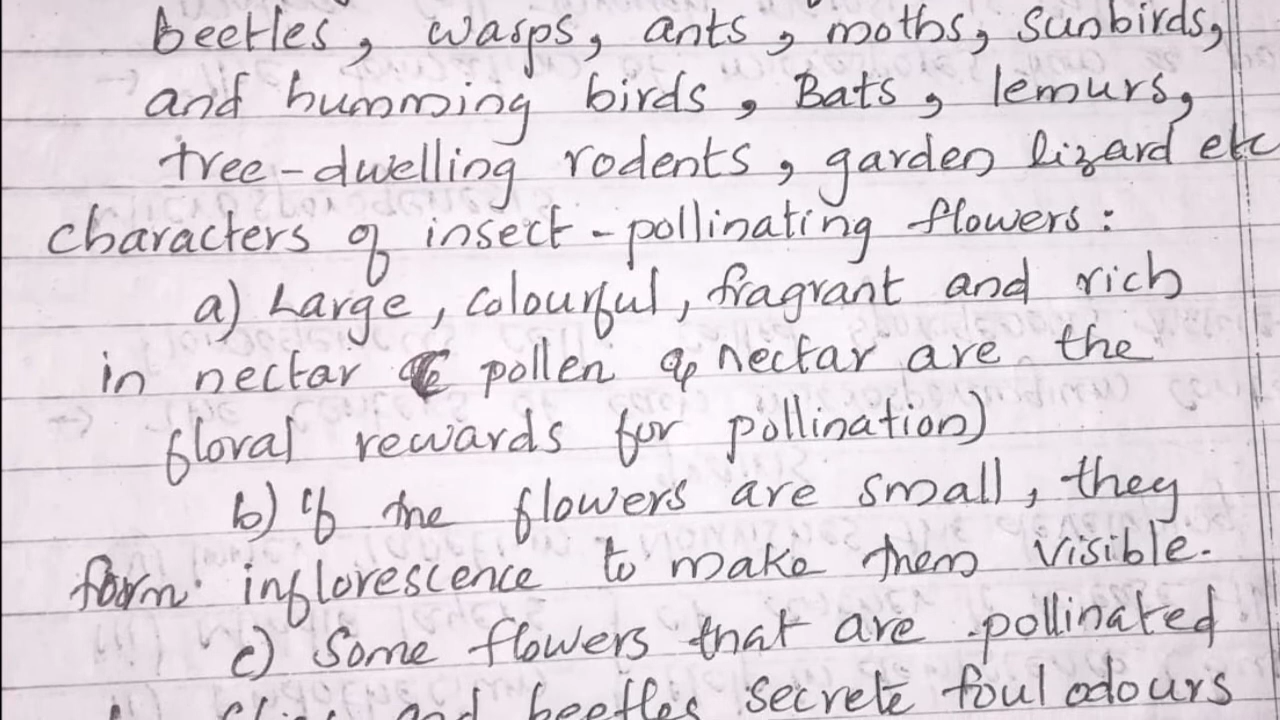 beetles, wasps, ants, moths, sunbirds,
and humming birds, Bats, lemurs,
tree-dwelling rodents, garden lizard etc
characters of insect-pollinating flowers:
a) Large, colourful, fragrant and rich
in nectar pollen & nectar are the
floral rewards for pollination)
b) If the flowers are small, they
form inflorescence to make them visible.
c) Some flowers that are pollinated
flies and beetles secrete foul odours